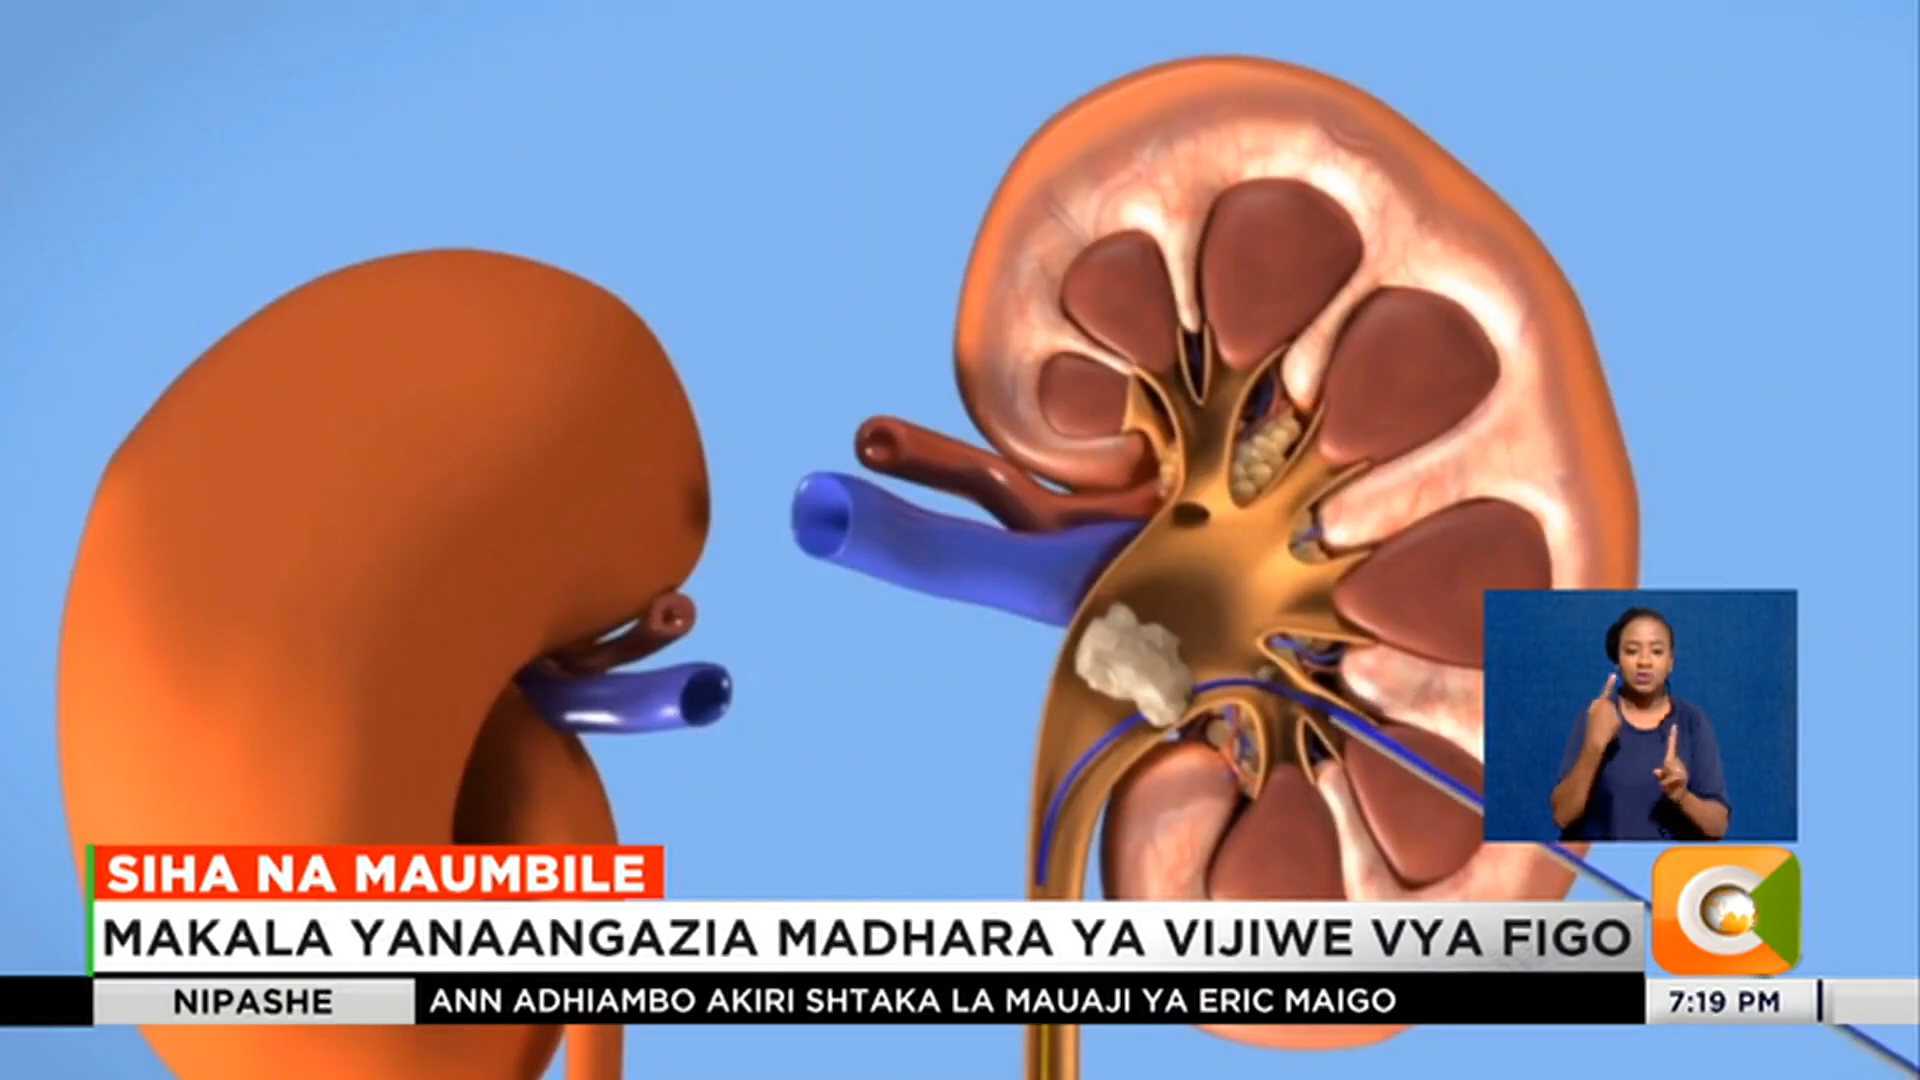 SIHA NA MAUMBILE
MAKALA YANAANGAZIA MADHARA YA VIJIWE VYA FIGO
NIPASHE
ANN ADHIAMBO AKIRI SHTAKA LA MAUAJI YA ERIC MAIGO
7:19 PM